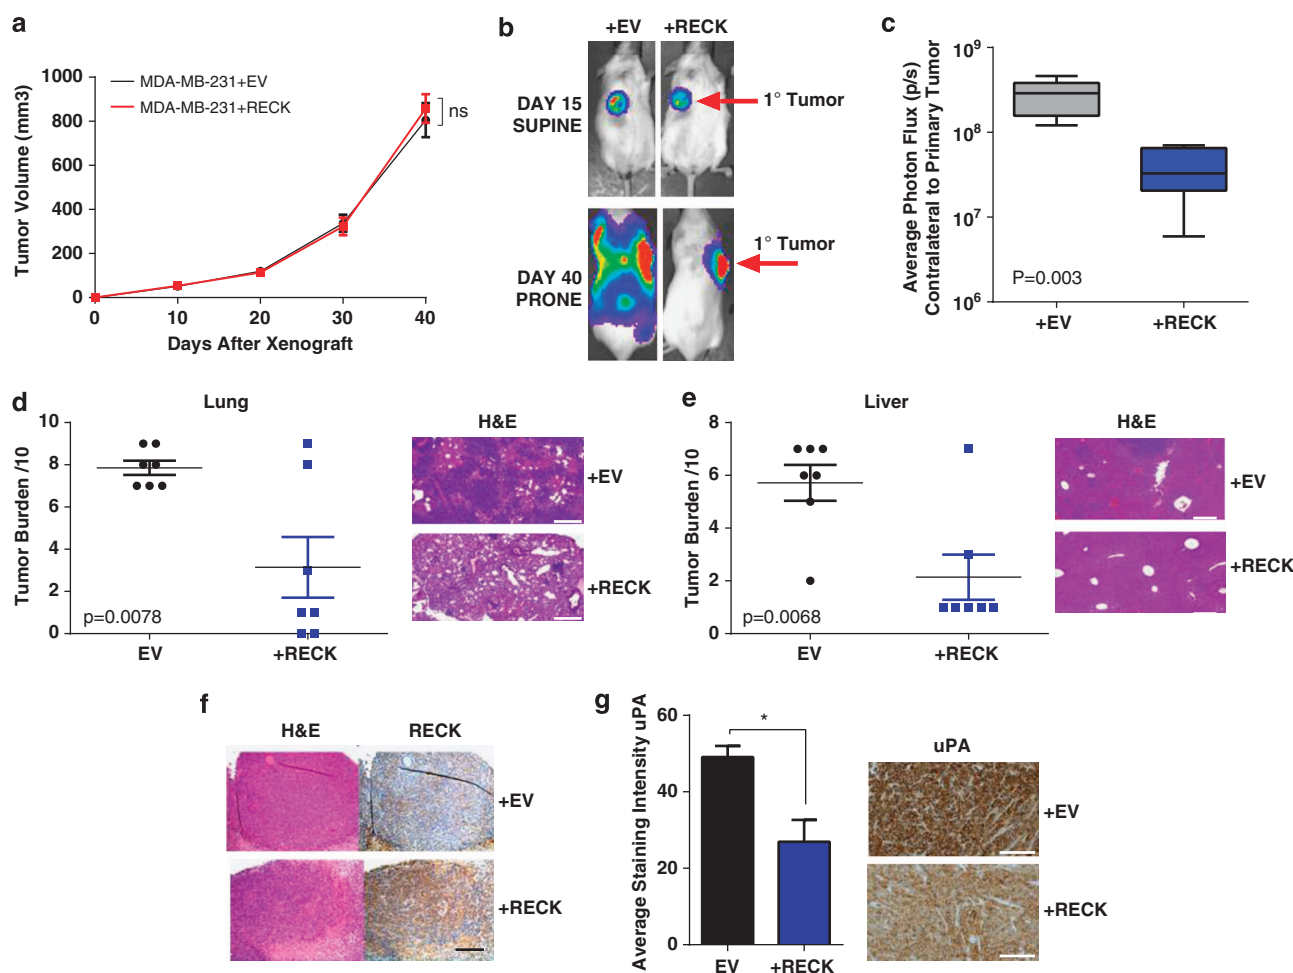 a
1000
800
600
400
200
0
Tumor Volume (mm3)
MDA-MB-231+EV
MDA-MB-231+RECK
ns
0 10 20 30 40
Days After Xenograft
b
+EV +RECK
DAY 15
SUPINE
1° Tumor
DAY 40
PRONE
1° Tumor
c
Average Photon Flux (p/s)
Contralateral to Primary Tumor
10⁹
10⁸
10⁷
10⁶
P=0.003
+EV +RECK
d
Lung
Tumor Burden /10
10
8
6
4
2
0
p=0.0078
EV +RECK
H&E
+EV
+RECK
e
Liver
Tumor Burden /10
8
6
4
2
0
p=0.0068
EV +RECK
H&E
+EV
+RECK
f
H&E RECK
+EV
+RECK
g
Average Staining Intensity uPA
60
40
20
0
*
EV +RECK
uPA
+EV
+RECK